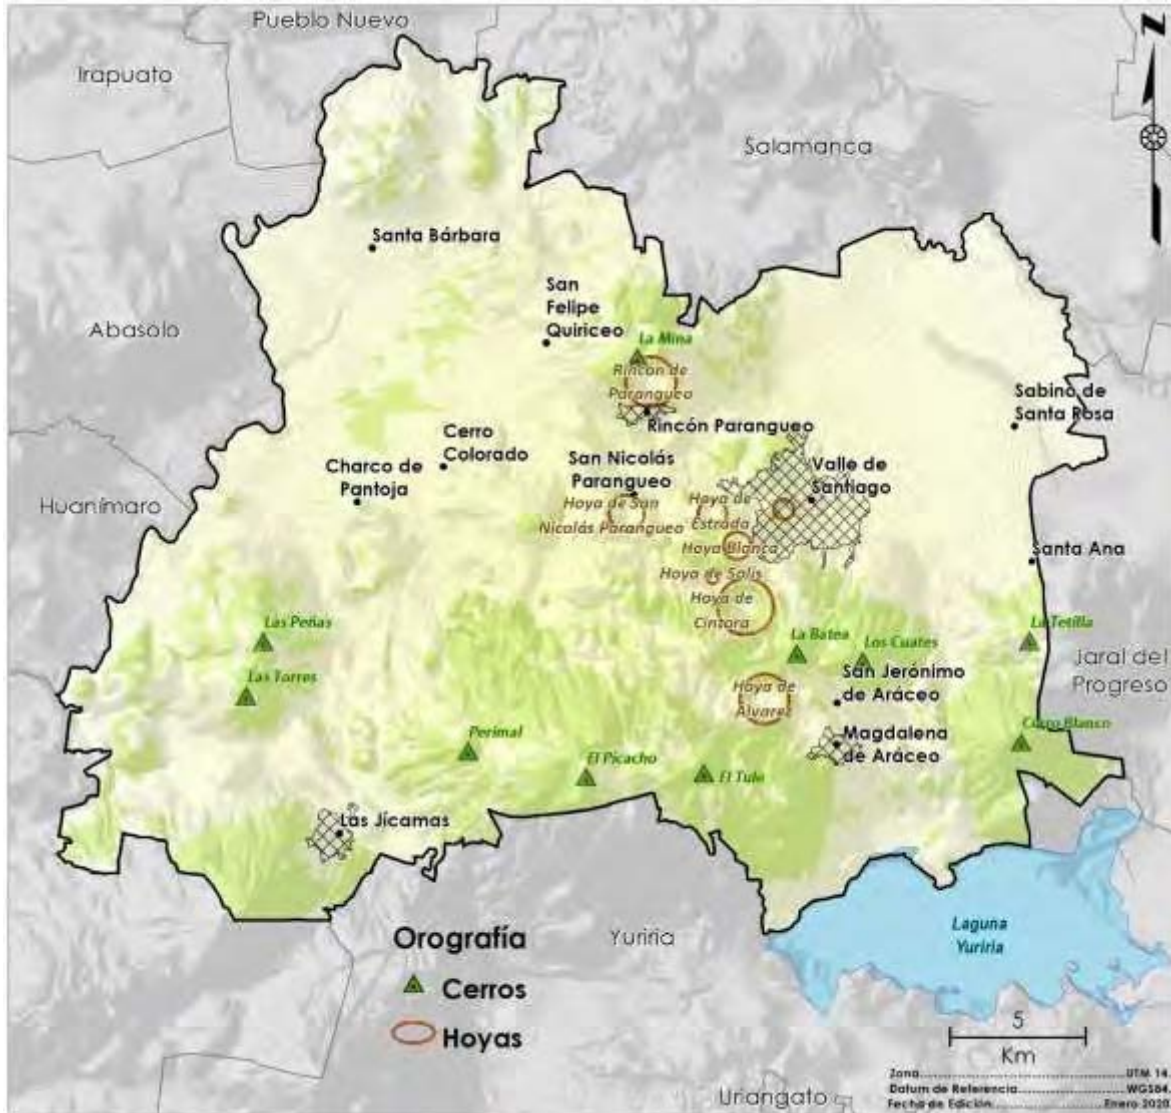 Pueblo Nuevo
Irapuato
Salamanca
Santa Bárbara
Abasolo
San
Felipe
Quiriceo
La Mina
Rincón de
Parangueo
Rincón Parangueo
Sabino de
Santa Rosa
Cerro
Colorado
Charco de
Pantoja
San Nicolás
Parangueo
Valle de
Santiago
Huanímaro
Hoya de San
Nicolás Parangueo
Hoya de
Estrada
Hoya Blanca
Santa Ana
Hoya de Solis
Hoya de
Cintora
Las Peñas
La Batea
Los Cuates
La Tetilla
Jaral del
Progreso
Las Torres
San Jerónimo
de Aráceo
Hoya de
Alvarez
Perimal
Magdalena
de Aráceo
Cerro Blanco
El Picacho
El Tule
Las Jícamas
Orografía
Cerros
Hoyas
Yuriria
Laguna
Yuriria
5
Km
Uriangato
Zona UTM 14
Datum de Referencia WGS84
Fecha de Edición Enero 2020
N